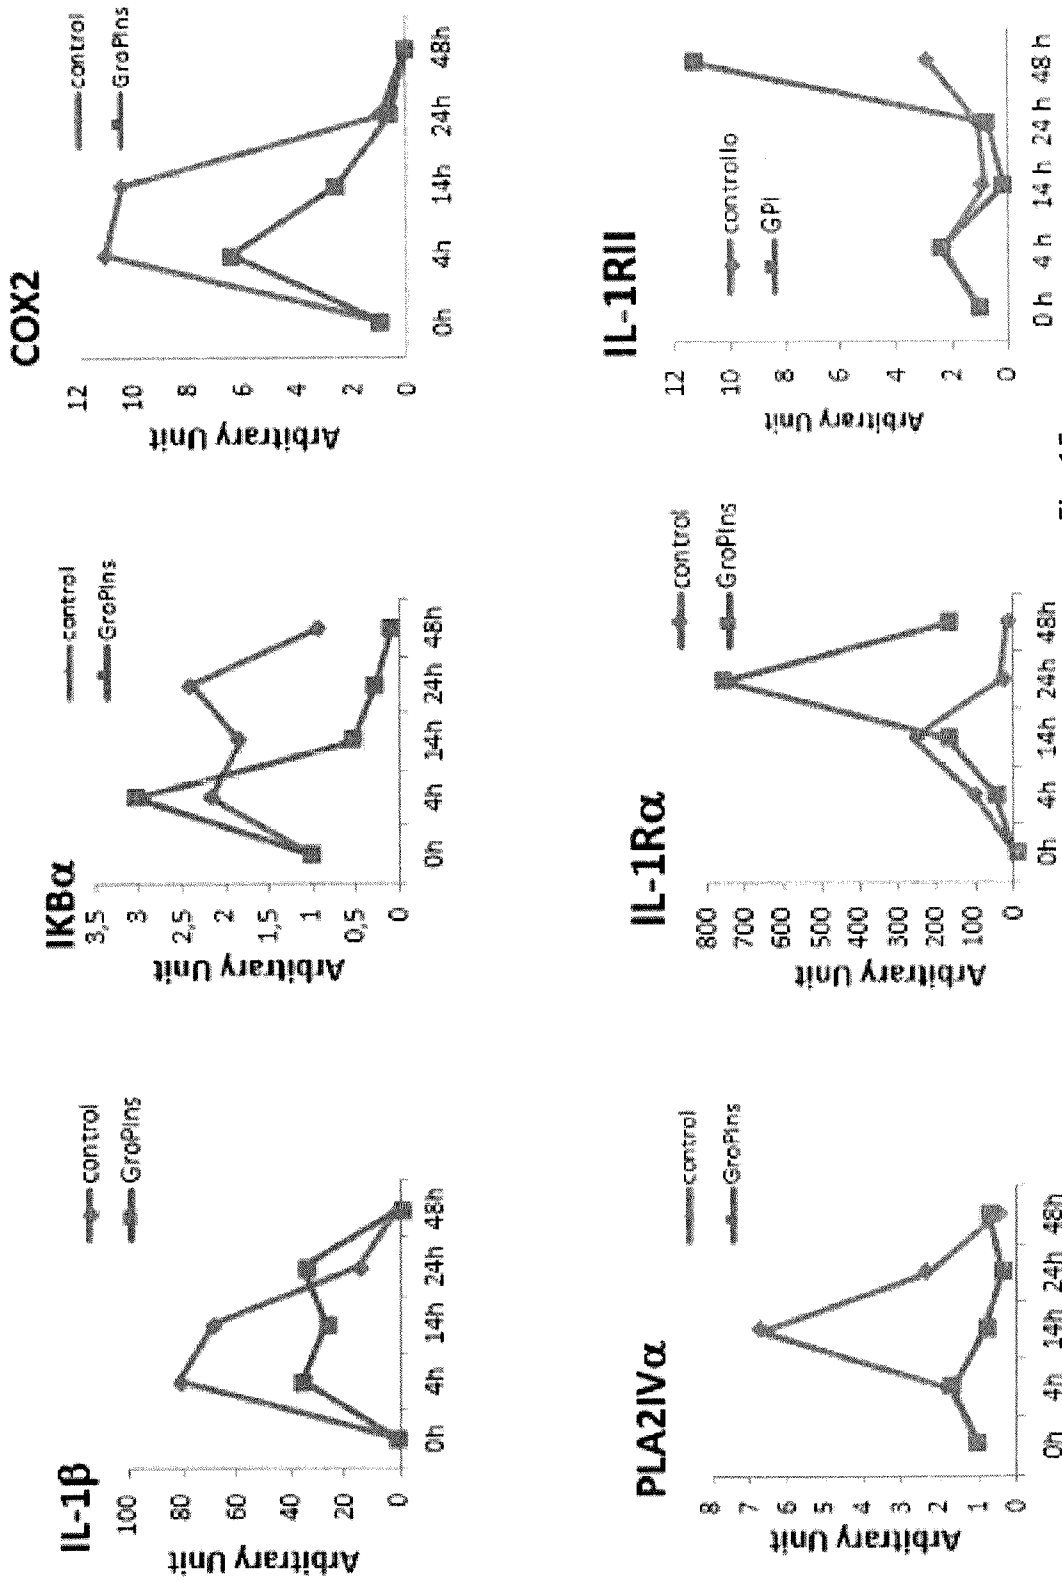 IL-1β
Arbitrary Unit
100
80
60
40
20
0
0h 4h 14h 24h 48h
control
GroPIns
IKBα
Arbitrary Unit
3,5
3
2,5
2
1,5
1
0,5
0
0h 4h 14h 24h 48h
control
GroPIns
COX2
Arbitrary Unit
12
10
8
6
4
2
0
0h 4h 14h 24h 48h
control
GroPIns
PLA2IVα
Arbitrary Unit
8
7
6
5
4
3
2
1
0
0h 4h 14h 24h 48h
control
GroPIns
IL-1Rα
Arbitrary Unit
800
700
600
500
400
300
200
100
0
0h 4h 14h 24h 48h
control
GroPIns
IL-1RII
Arbitrary Unit
12
10
8
6
4
2
0
0 h 4 h 14 h 24 h 48 h
controllo
GPI